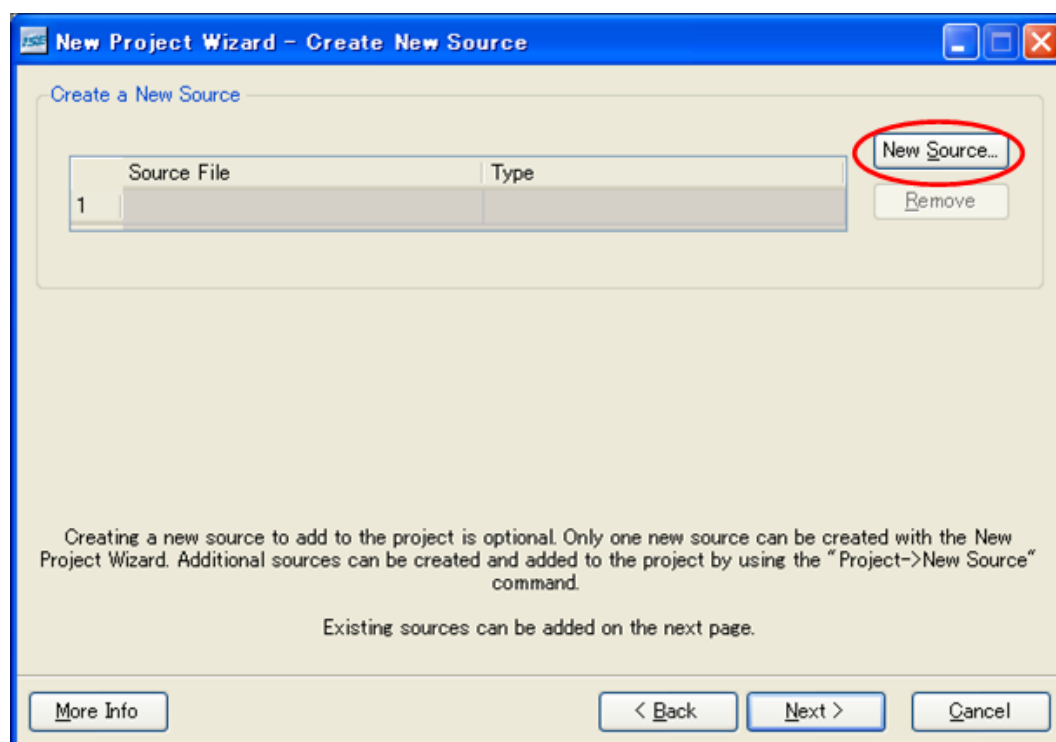 ISE New Project Wizard - Create New Source
Create a New Source
New Source...
Source File Type
1
Remove
Creating a new source to add to the project is optional. Only one new source can be created with the New
Project Wizard. Additional sources can be created and added to the project by using the "Project->New Source"
command.
Existing sources can be added on the next page.
More Info < Back Next > Cancel